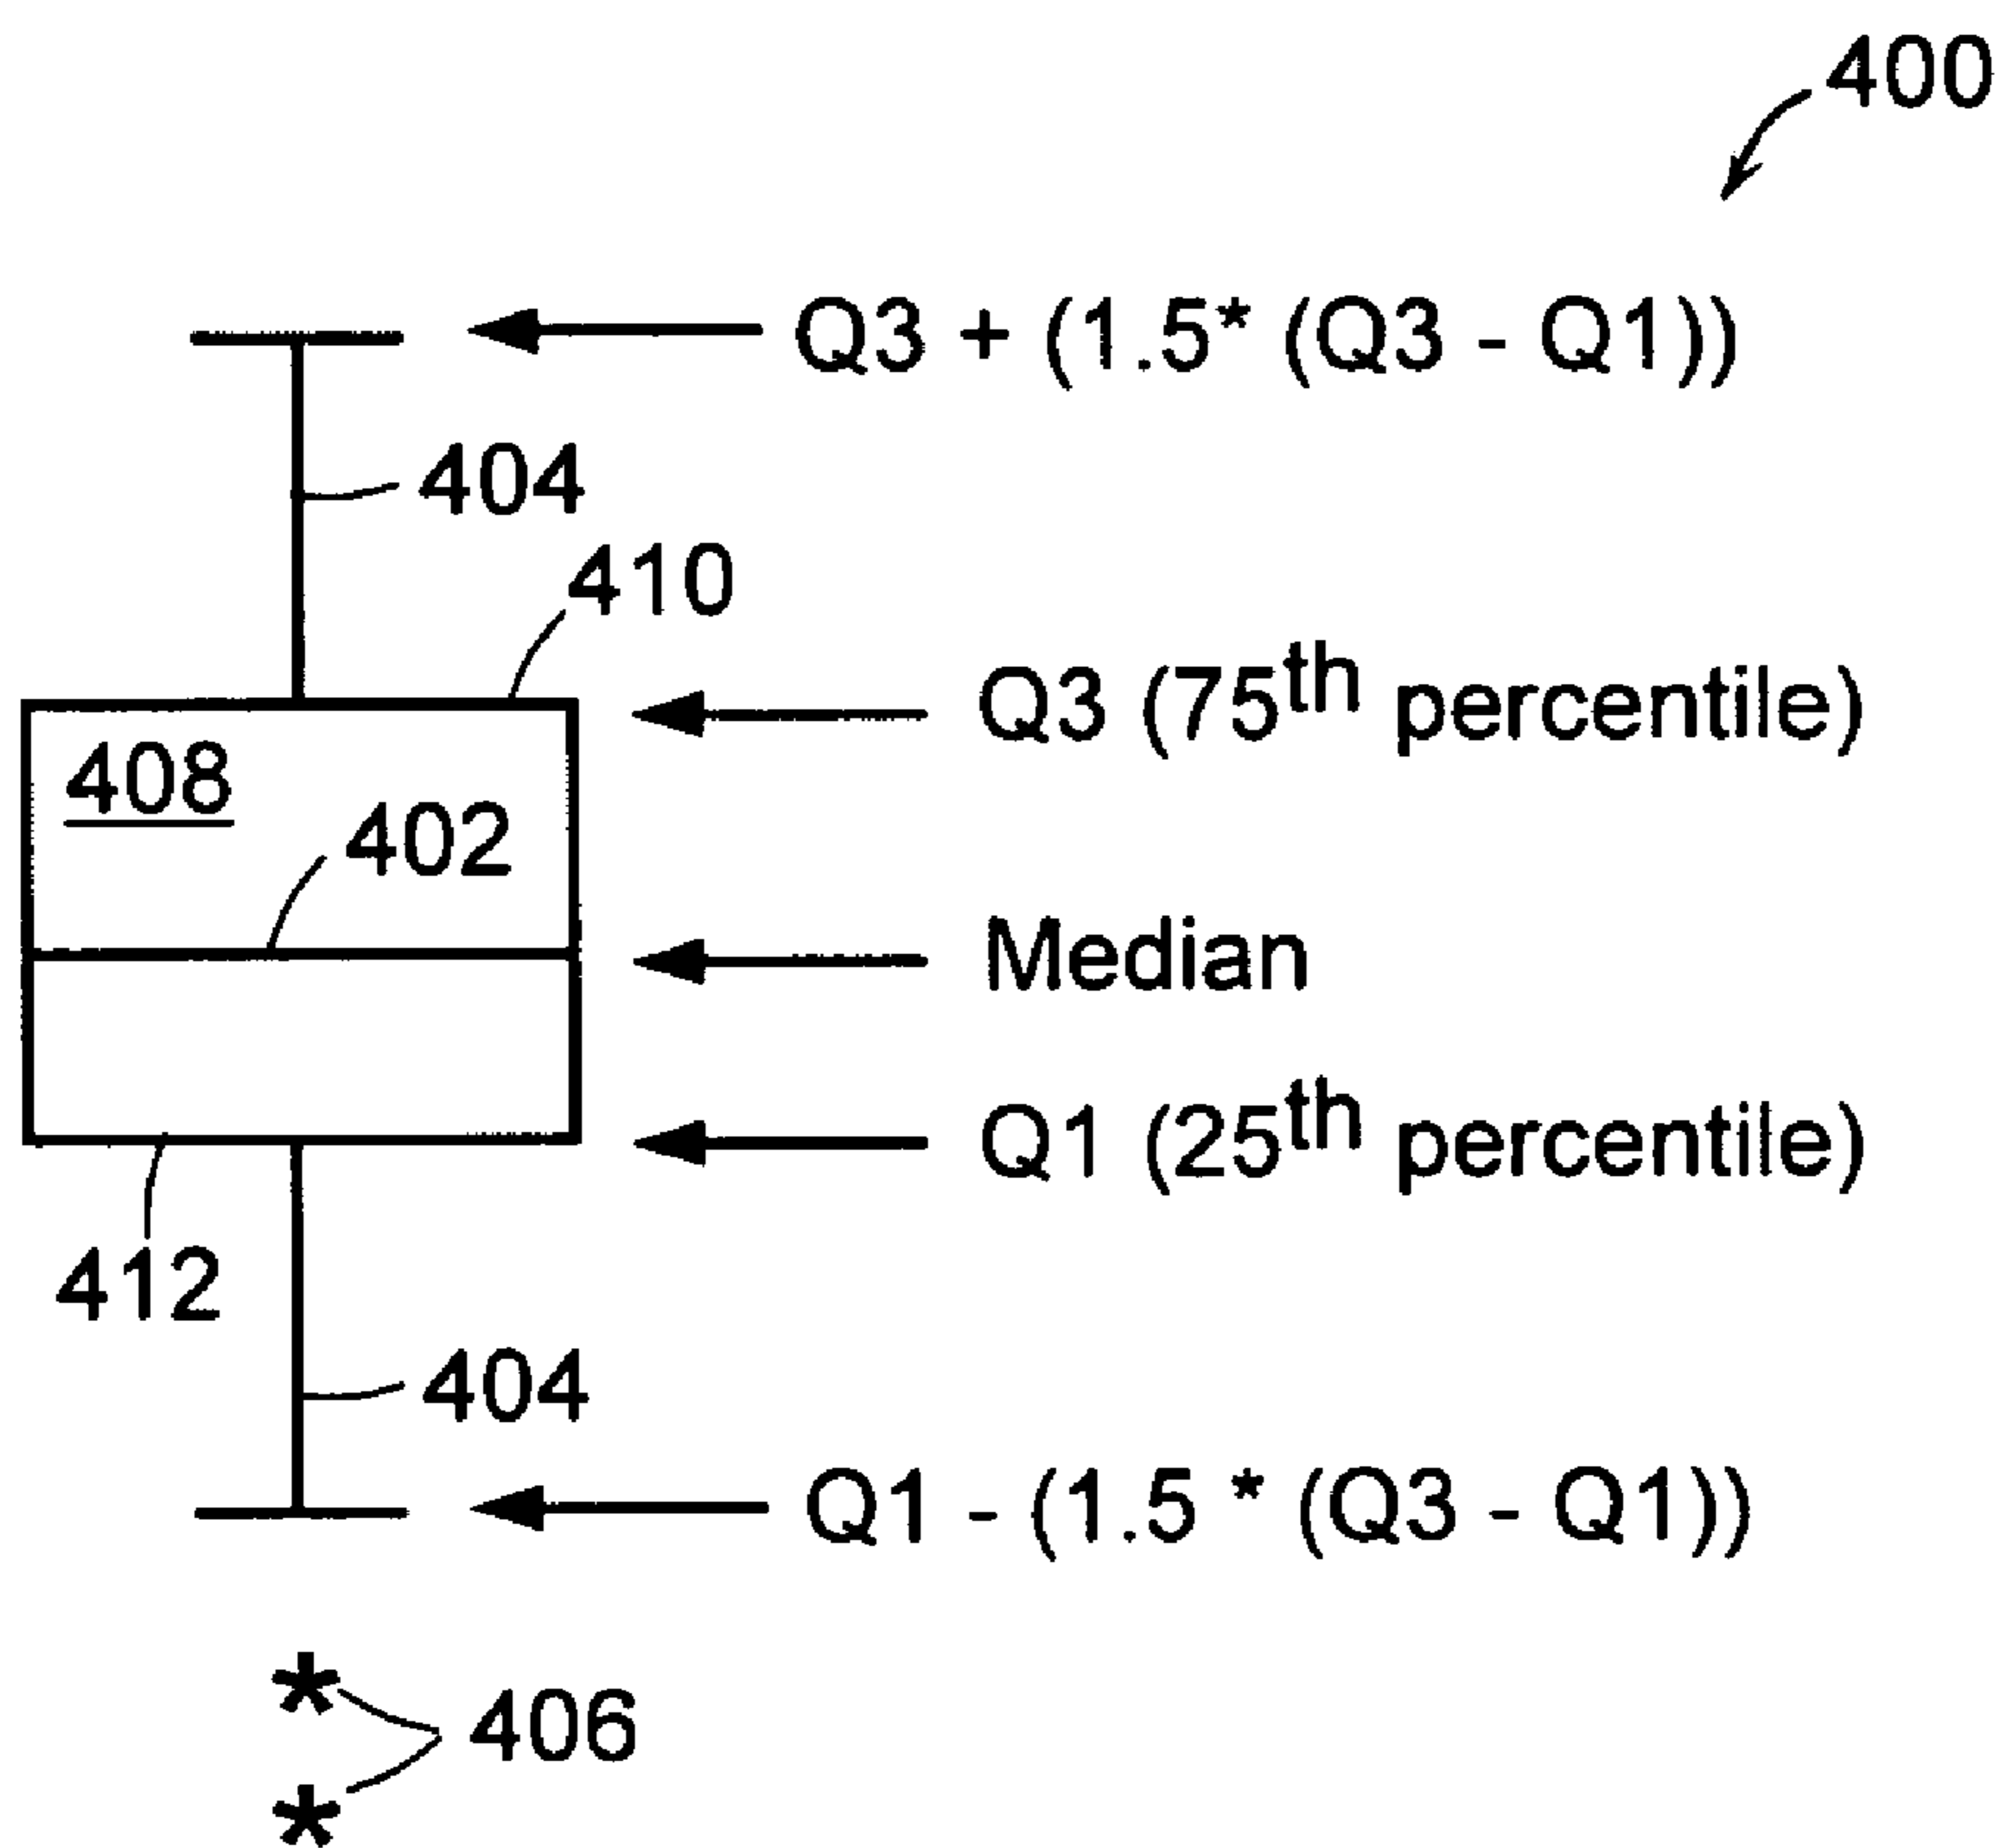 400
Q3 + (1.5* (Q3 - Q1))
404
410
Q3 (75th percentile)
408
402
Median
Q1 (25th percentile)
412
404
Q1 - (1.5 * (Q3 - Q1))
*
406
*